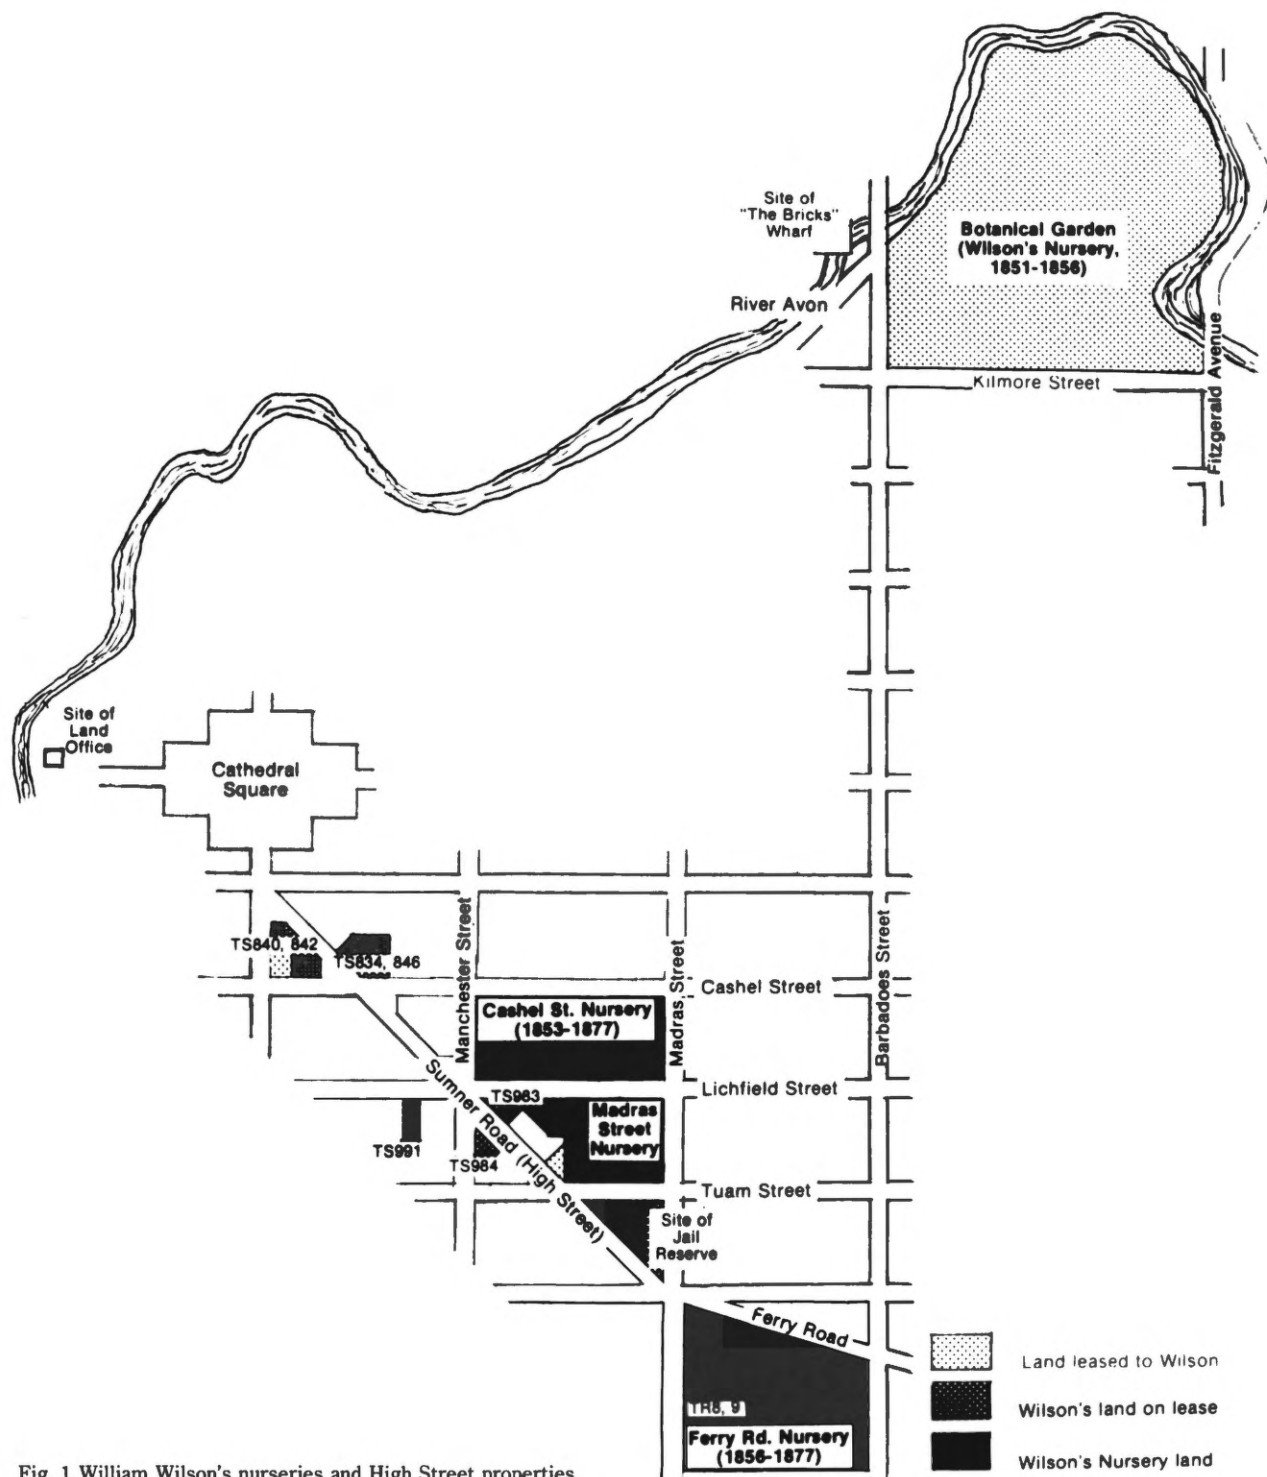 Site of
"The Bricks"
Wharf
River Avon
Botanical Garden
(Wilson's Nursery,
1851-1856)
Kilmore Street
Fitzgerald Avenue
Site of
Land
Office
Cathedral
Square
TS840, 842
TS834, 846
Manchester Street
Madras Street
Barbadoes Street
Cashel Street
Cashel St. Nursery
(1853-1877)
Sumner Road (High Street)
Lichfield Street
TS983
Madras
Street
Nursery
TS991
TS984
Tuam Street
Site of
Jail
Reserve
Ferry Road
TR8, 9
Ferry Rd. Nursery
(1856-1877)
Land leased to Wilson
Wilson's land on lease
Wilson's Nursery land
Fig. 1 William Wilson's nurseries and High Street properties